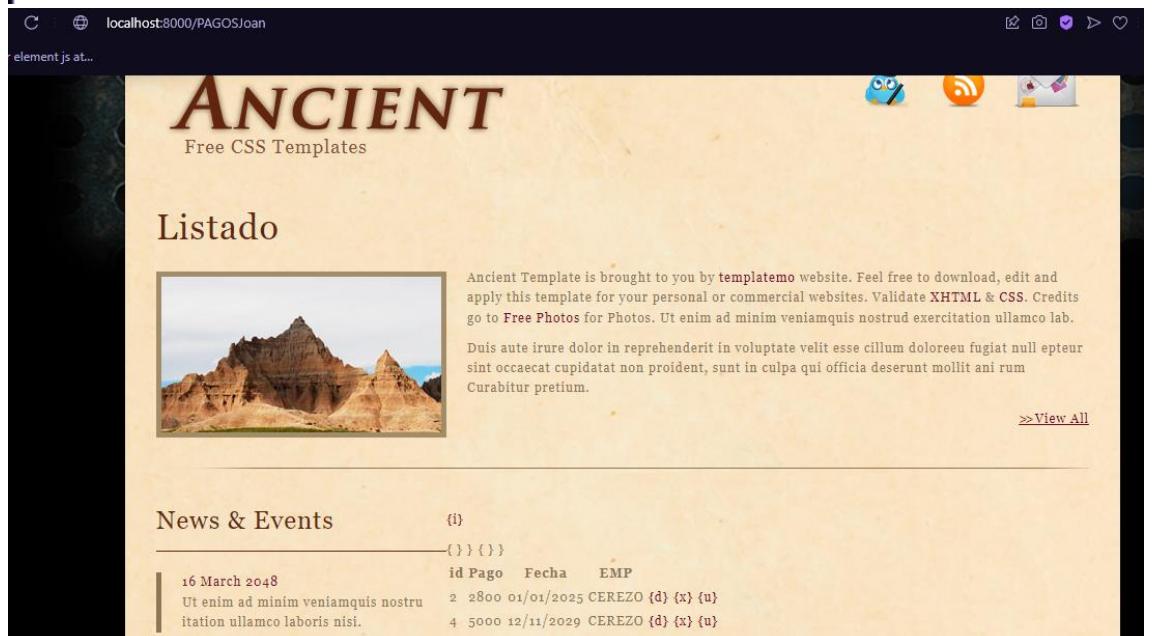 localhost:8000/PAGOSJoan
r element js at...
ANCIENT
Free CSS Templates
Listado
Ancient Template is brought to you by templatemo website. Feel free to download, edit and
apply this template for your personal or commercial websites. Validate XHTML & CSS. Credits
go to Free Photos for Photos. Ut enim ad minim veniamquis nostrud exercitation ullamco lab.
Duis aute irure dolor in reprehenderit in voluptate velit esse cillum doloreeu fugiat null epteur
sint occaecat cupidatat non proident, sunt in culpa qui officia deserunt mollit ani rum
Curabitur pretium.
>>View All
News & Events
16 March 2048
Ut enim ad minim veniamquis nostru
itation ullamco laboris nisi.
{i}
{ } } { } }
id Pago Fecha EMP
2 2800 01/01/2025 CEREZO {d} {x} {u}
4 5000 12/11/2029 CEREZO {d} {x} {u}